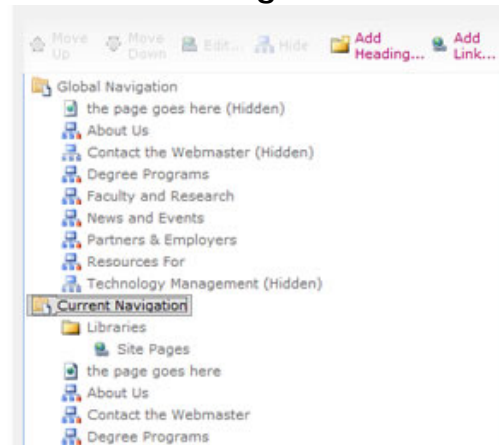 Move Up Move Down Edit... Hide Add Heading... Add Link...
Global Navigation
the page goes here (Hidden)
About Us
Contact the Webmaster (Hidden)
Degree Programs
Faculty and Research
News and Events
Partners & Employers
Resources For
Technology Management (Hidden)
Current Navigation
Libraries
Site Pages
the page goes here
About Us
Contact the Webmaster
Degree Programs